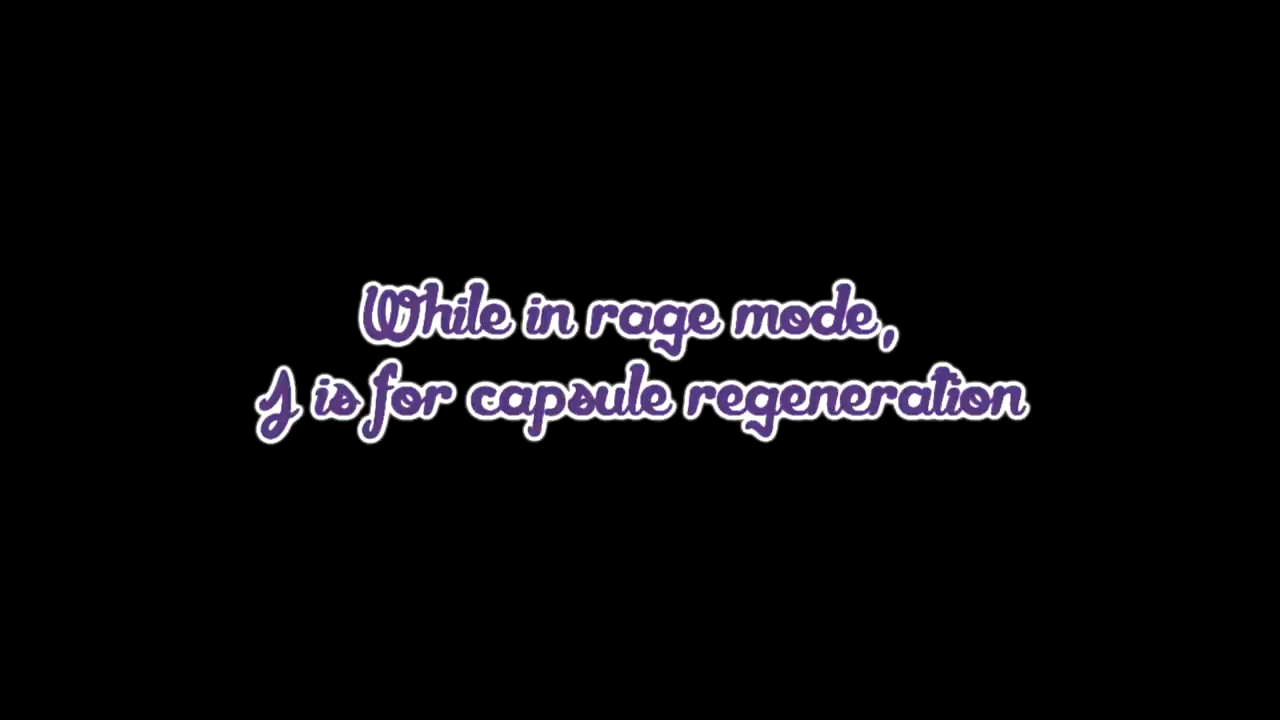 While in rage mode,
J is for capsule regeneration